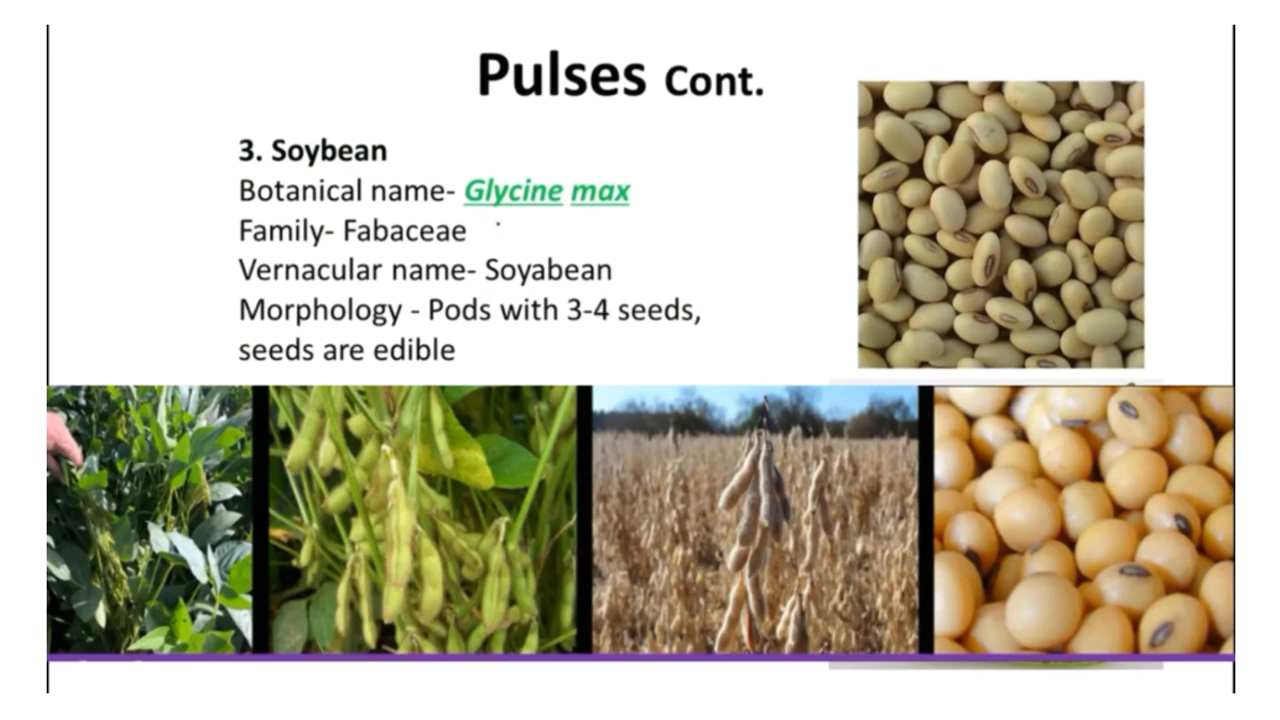 Pulses Cont.
3. Soybean
Botanical name- Glycine max
Family- Fabaceae
Vernacular name- Soyabean
Morphology - Pods with 3-4 seeds,
seeds are edible